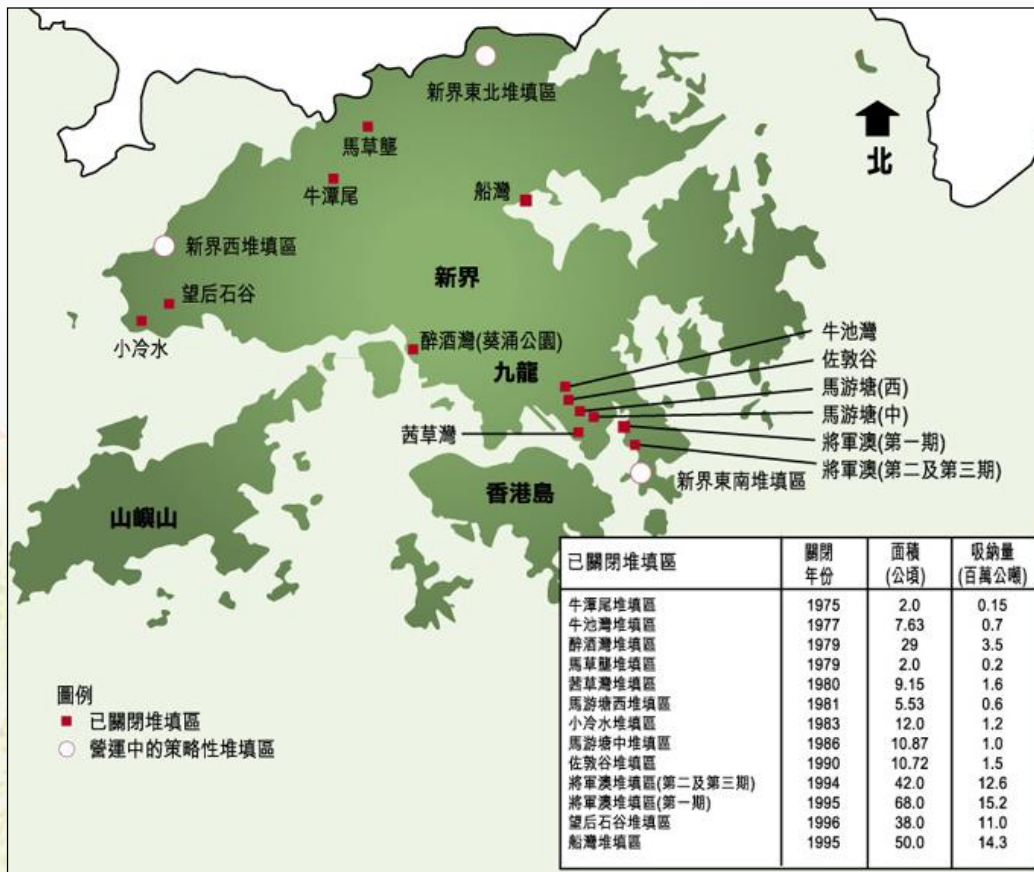 新界東北堆填區
馬草壟
牛潭尾
船灣
北
新界西堆填區
新界
望后石谷
小冷水
醉酒灣(葵涌公園)
九龍
牛池灣
佐敦谷
馬游塘(西)
馬游塘(中)
將軍澳(第一期)
將軍澳(第二及第三期)
茜草灣
新界東南堆填區
香港島
山嶼山
圖例
已關閉堆填區
營運中的策略性堆填區
已關閉堆填區 關閉年份 面積(公頃) 吸納量(百萬公噸)
牛潭尾堆填區 1975 2.0 0.15
牛池灣堆填區 1977 7.63 0.7
醉酒灣堆填區 1979 29 3.5
馬草壟堆填區 1979 2.0 0.2
茜草灣堆填區 1980 9.15 1.6
馬游塘西堆填區 1981 5.53 0.6
小冷水堆填區 1983 12.0 1.2
馬游塘中堆填區 1986 10.87 1.0
佐敦谷堆填區 1990 10.72 1.5
將軍澳堆填區(第二及第三期) 1994 42.0 12.6
將軍澳堆填區(第一期) 1995 68.0 15.2
望后石谷堆填區 1996 38.0 11.0
船灣堆填區 1995 50.0 14.3